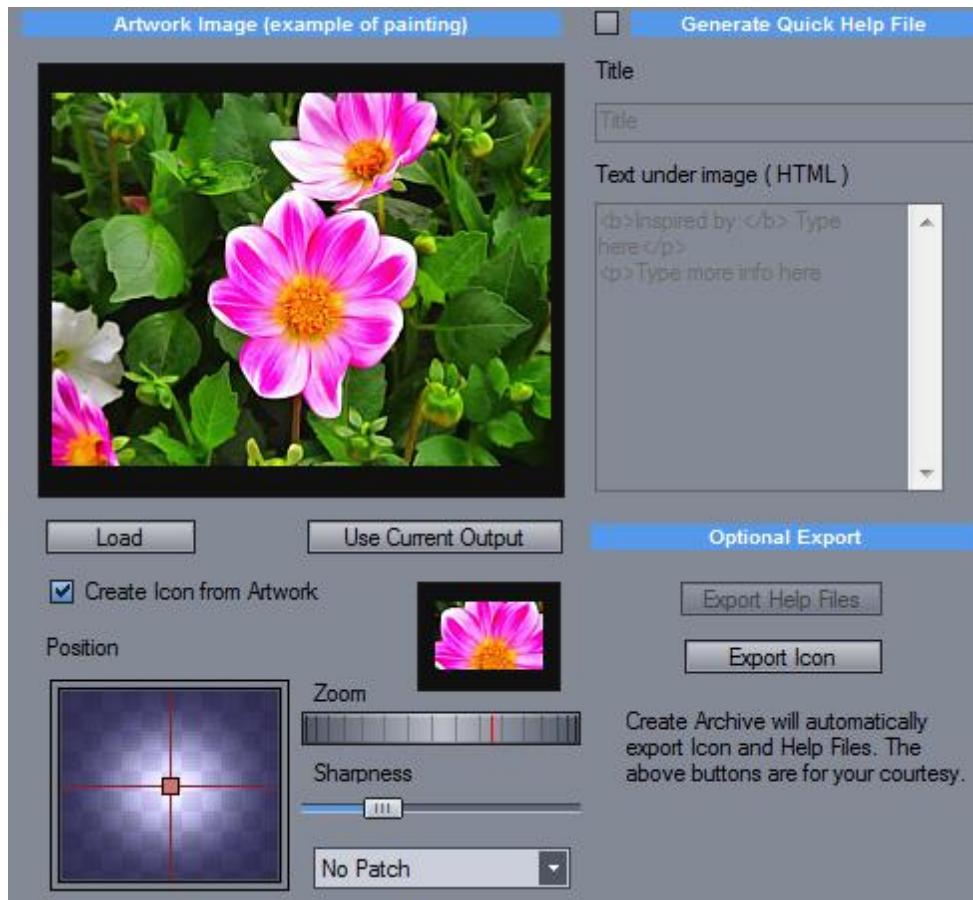 Artwork Image (example of painting)
Load
Use Current Output
Create Icon from Artwork
Position
Zoom
Sharpness
No Patch
Generate Quick Help File
Title
Title
Text under image ( HTML )
<b>Inspired by:</b> Type
here</p>
<p>Type more info here
Optional Export
Export Help Files
Export Icon
Create Archive will automatically
export Icon and Help Files. The
above buttons are for your courtesy.